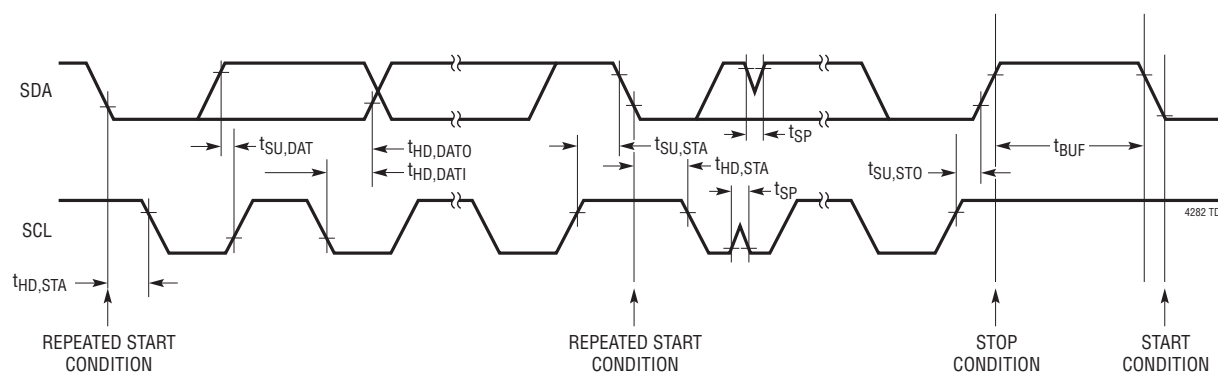 SDA
tSU,DAT
tHD,DATO
tHD,DATI
tSU,STA
tHD,STA
tSP
tSP
tSU,STO
tBUF
SCL
4282 TD
tHD,STA
REPEATED START
CONDITION
REPEATED START
CONDITION
STOP
CONDITION
START
CONDITION